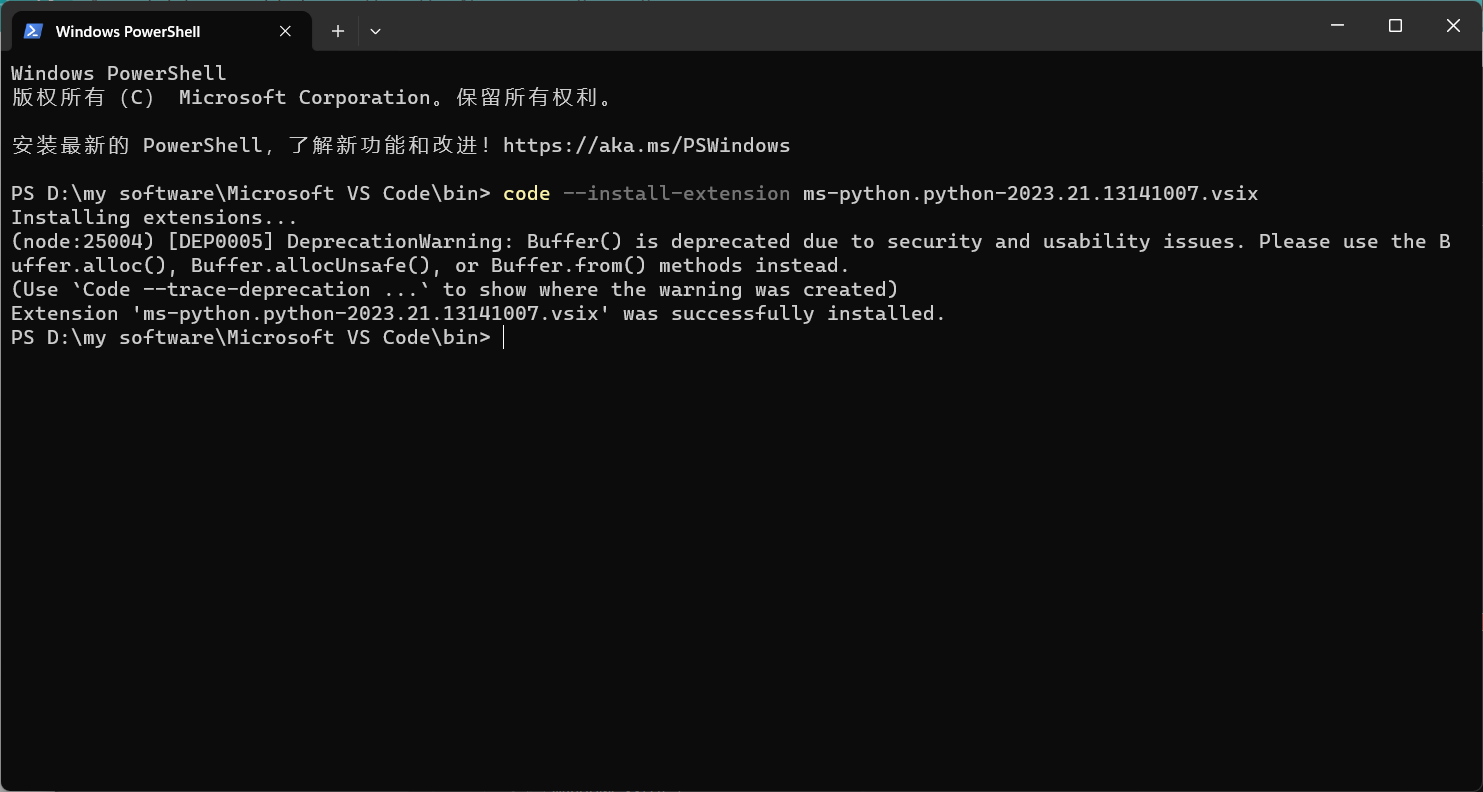 Windows PowerShell
Windows PowerShell
版权所有（C） Microsoft Corporation。保留所有权利。
安装最新的 PowerShell，了解新功能和改进！https://aka.ms/PSWindows
PS D:\my software\Microsoft VS Code\bin> code --install-extension ms-python.python-2023.21.13141007.vsix
Installing extensions...
(node:25004) [DEP0005] DeprecationWarning: Buffer() is deprecated due to security and usability issues. Please use the B
uffer.alloc(), Buffer.allocUnsafe(), or Buffer.from() methods instead.
(Use `Code --trace-deprecation ...` to show where the warning was created)
Extension 'ms-python.python-2023.21.13141007.vsix' was successfully installed.
PS D:\my software\Microsoft VS Code\bin>